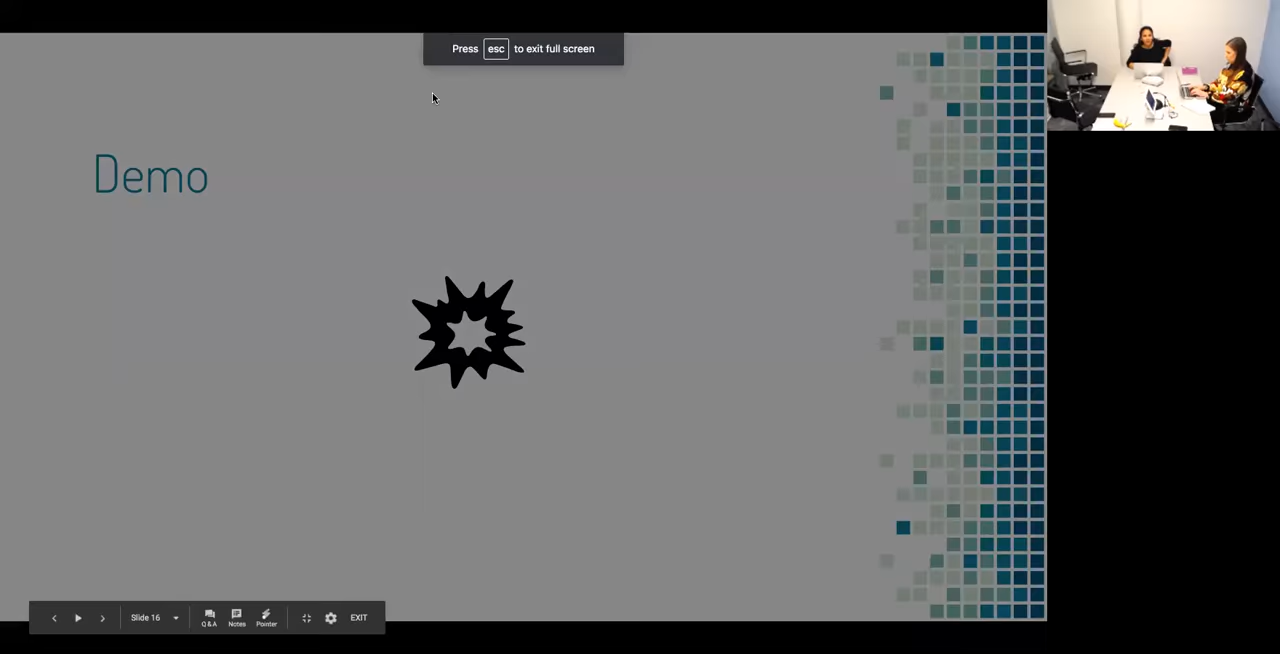 Press esc to exit full screen
Demo
Slide 16
Q&A
Notes
Pointer
EXIT